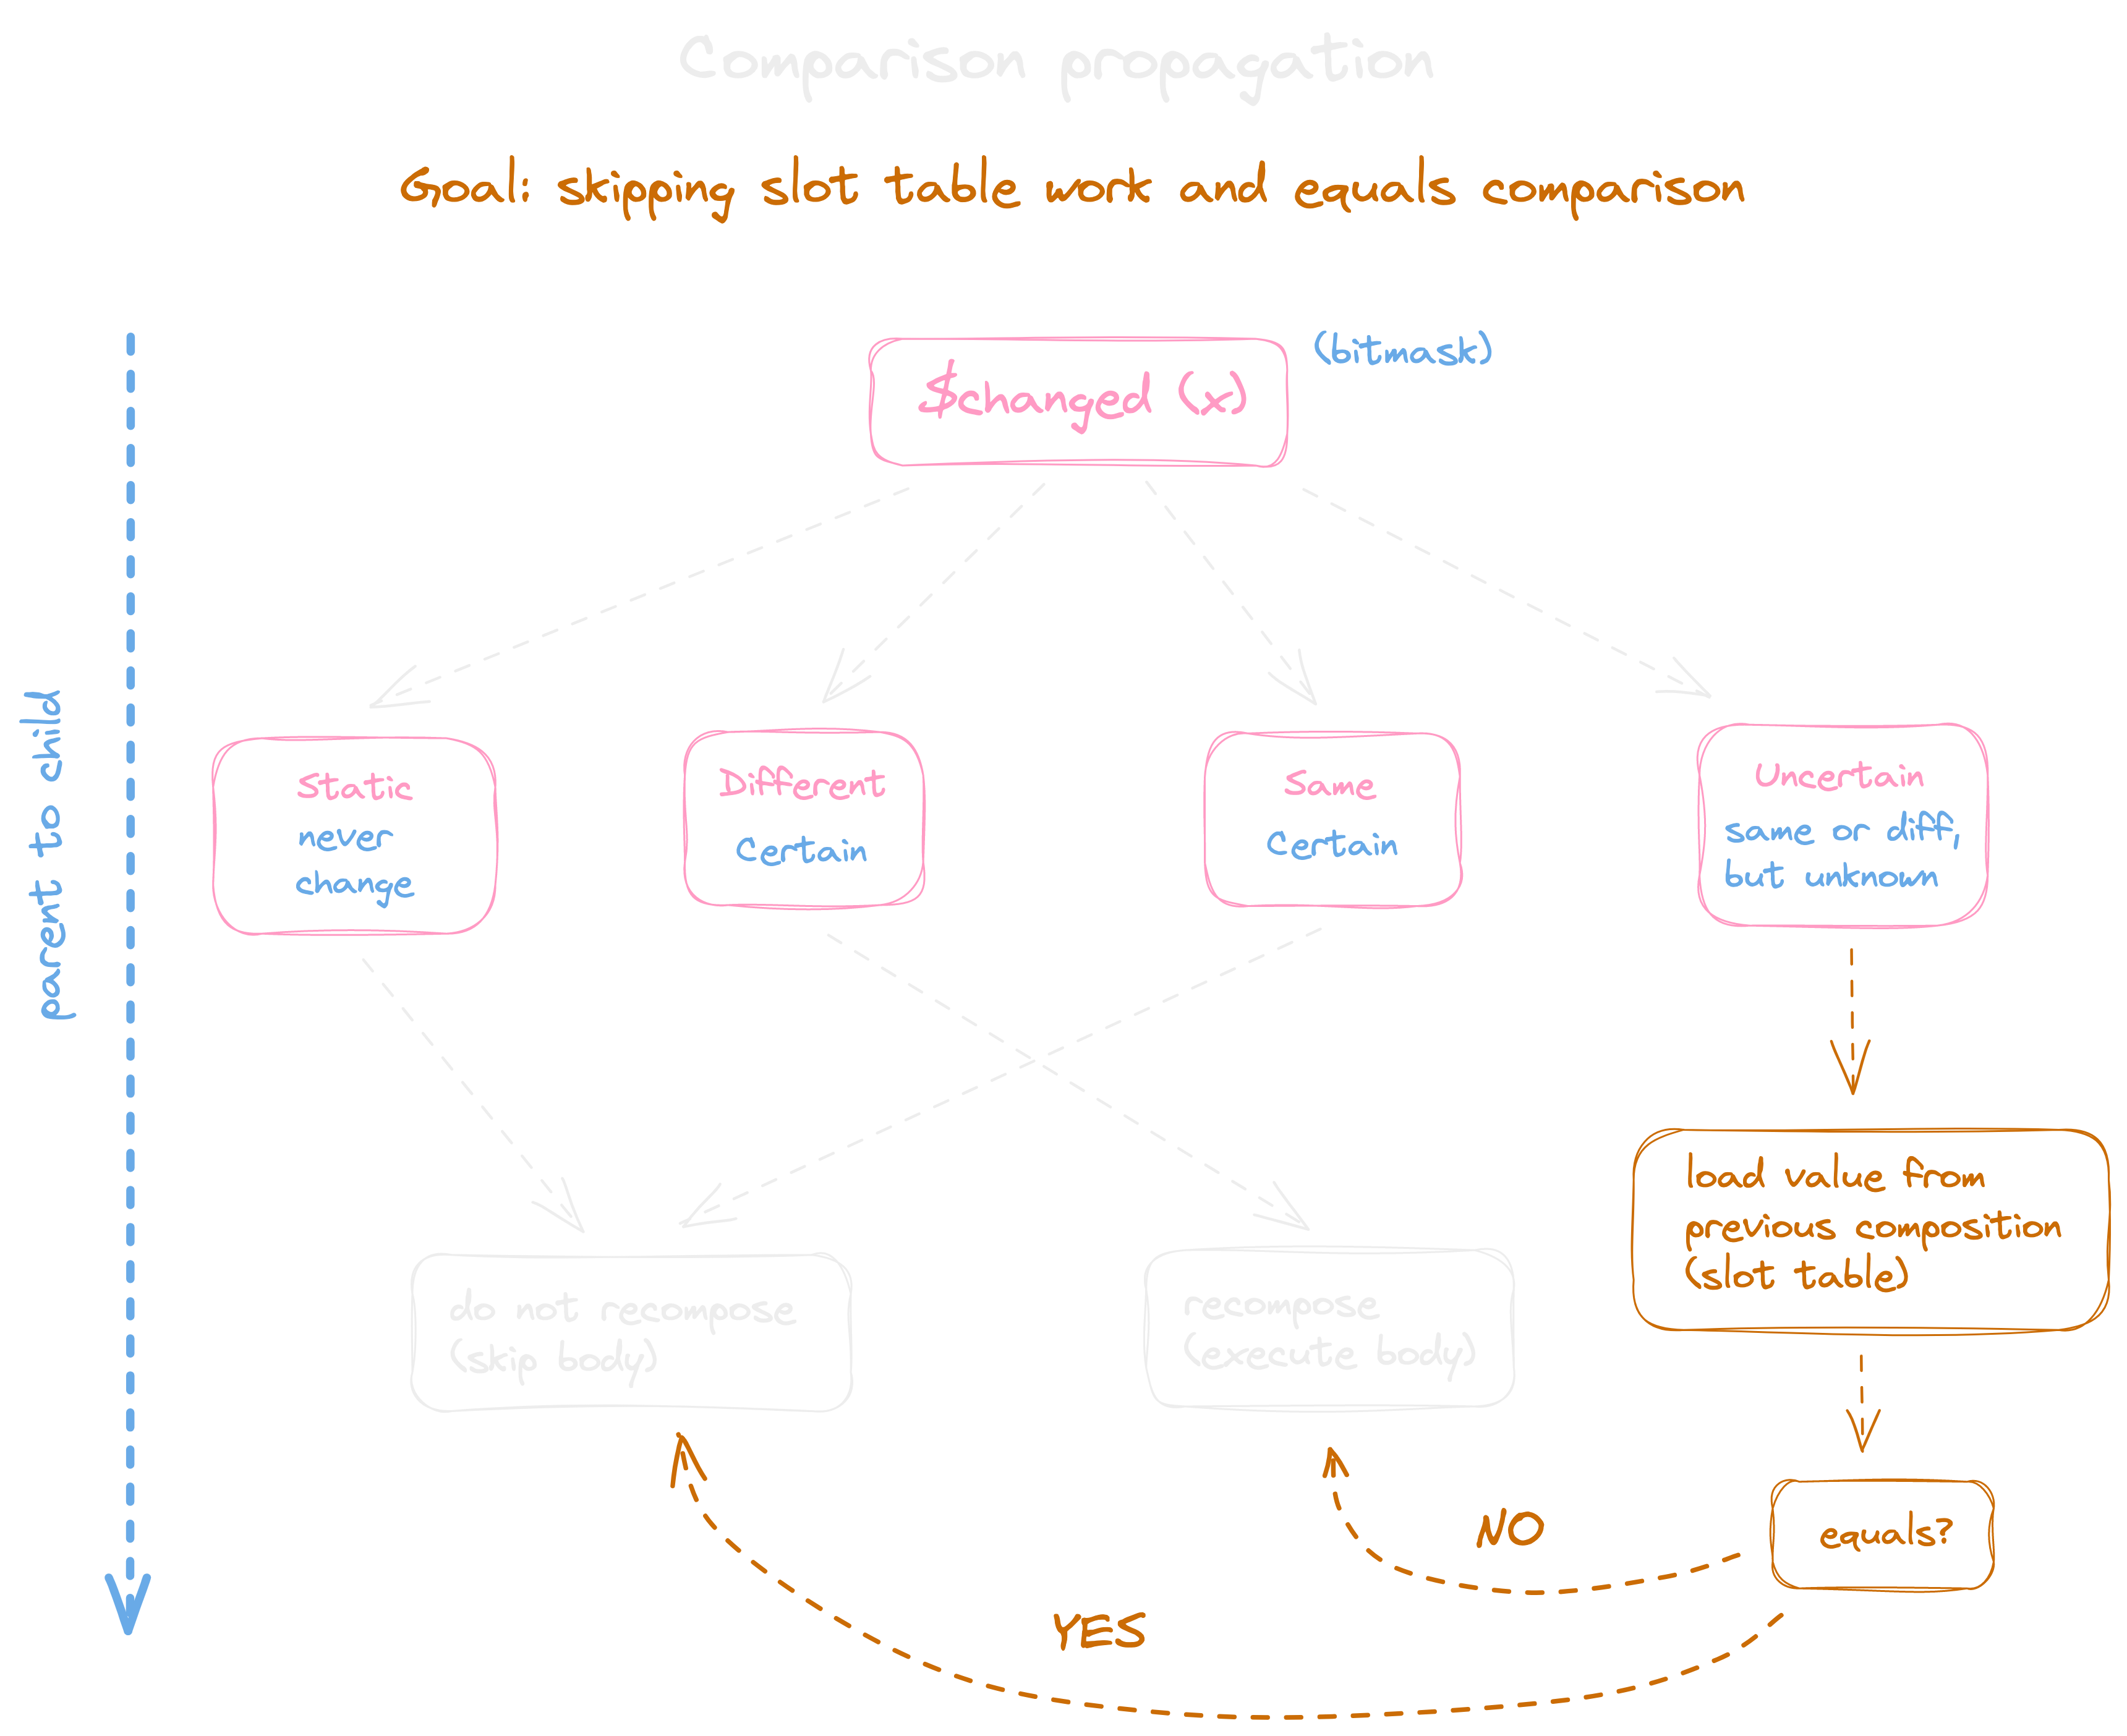 Comparison propagation
Goal: skipping slot table work and equals comparison
$changed (x)
(bitmask)
parent to child
Static
never
change
Different
Certain
Same
Certain
Uncertain
same or diff,
but unknown
load value from
previous composition
(slot table)
do not recompose
(skip body)
recompose
(execute body)
equals?
NO
YES